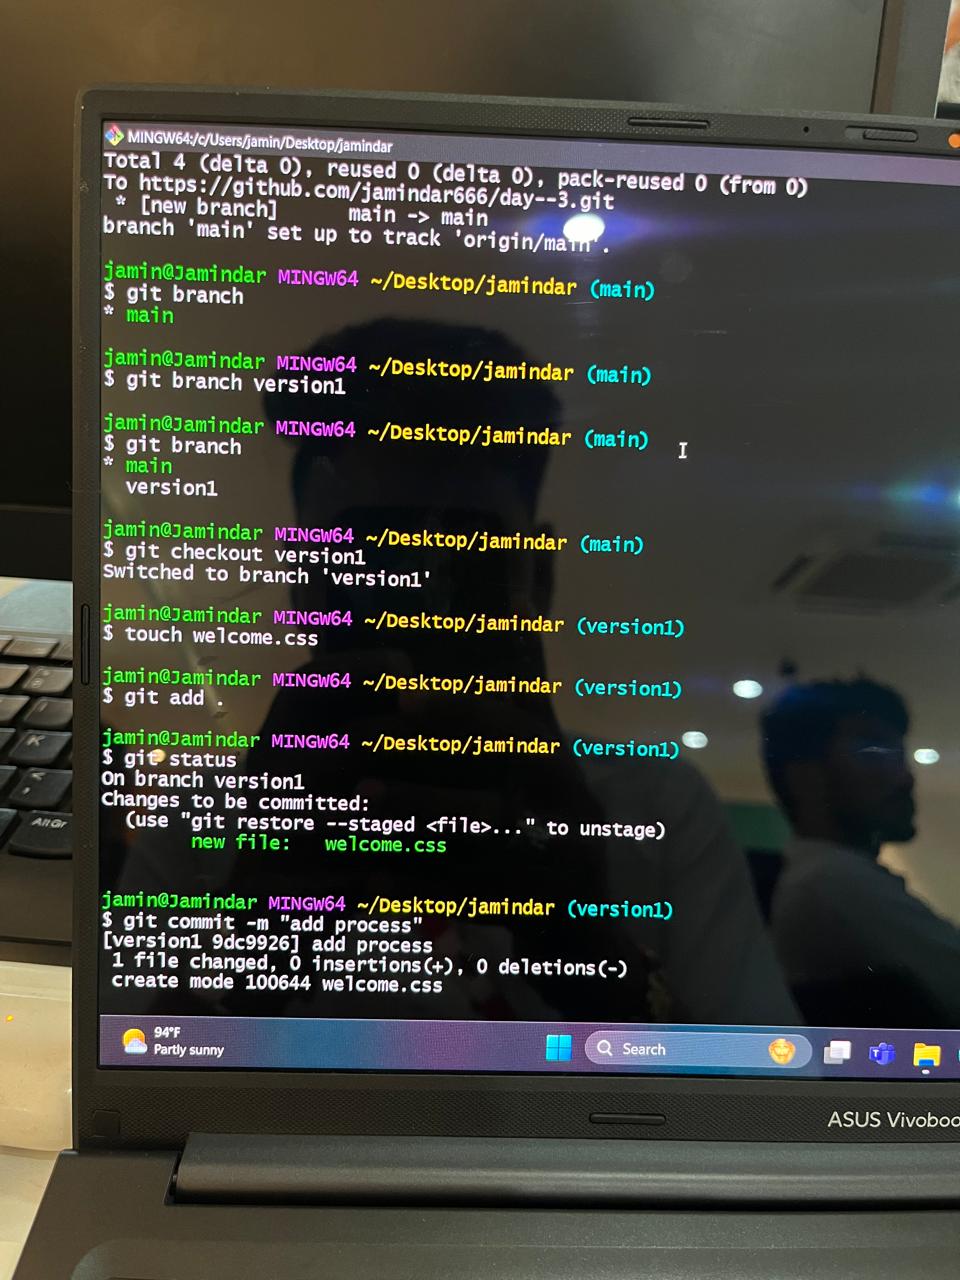 MINGW64:/c/Users/jamin/Desktop/jamindar
Total 4 (delta 0), reused 0 (delta 0), pack-reused 0 (from 0)
To https://github.com/jamindar666/day--3.git
 * [new branch]      main -> main
branch 'main' set up to track 'origin/main'.
jamin@Jamindar MINGW64 ~/Desktop/jamindar (main)
$ git branch
* main
jamin@Jamindar MINGW64 ~/Desktop/jamindar (main)
$ git branch version1
jamin@Jamindar MINGW64 ~/Desktop/jamindar (main)
$ git branch
* main
  version1
jamin@Jamindar MINGW64 ~/Desktop/jamindar (main)
$ git checkout version1
Switched to branch 'version1'
jamin@Jamindar MINGW64 ~/Desktop/jamindar (version1)
$ touch welcome.css
jamin@Jamindar MINGW64 ~/Desktop/jamindar (version1)
$ git add .
jamin@Jamindar MINGW64 ~/Desktop/jamindar (version1)
$ git status
On branch version1
Changes to be committed:
  (use "git restore --staged <file>..." to unstage)
        new file:   welcome.css
jamin@Jamindar MINGW64 ~/Desktop/jamindar (version1)
$ git commit -m "add process"
[version1 9dc9926] add process
 1 file changed, 0 insertions(+), 0 deletions(-)
 create mode 100644 welcome.css
94°F
Partly sunny
Search
K
Alt Gr
ASUS Vivoboo